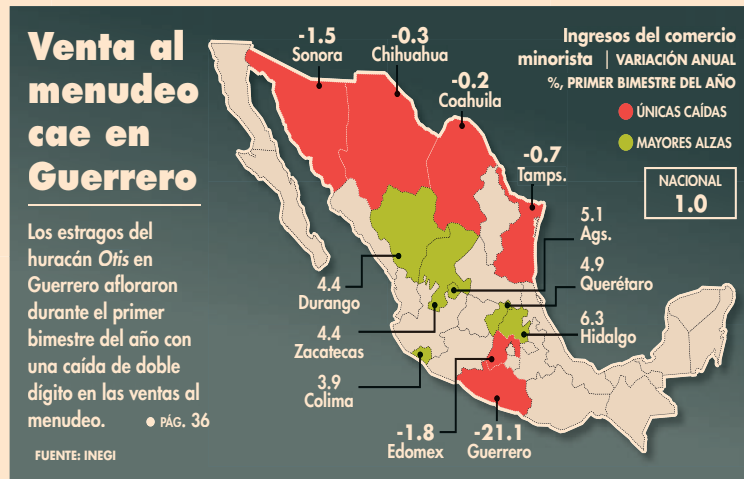 Venta al
menudeo
cae en
Guerrero
Los estragos del
huracán Otis en
Guerrero afloraron
durante el primer
bimestre del año con
una caída de doble
dígito en las ventas al
menudeo. ● PÁG. 36
FUENTE: INEGI
Ingresos del comercio
minorista | VARIACIÓN ANUAL
%, PRIMER BIMESTRE DEL AÑO
ÚNICAS CAÍDAS
MAYORES ALZAS
NACIONAL
1.0
-1.5
Sonora
-0.3
Chihuahua
-0.2
Coahuila
-0.7
Tamps.
5.1
Ags.
4.9
Querétaro
6.3
Hidalgo
4.4
Durango
4.4
Zacatecas
3.9
Colima
-1.8
Edomex
-21.1
Guerrero